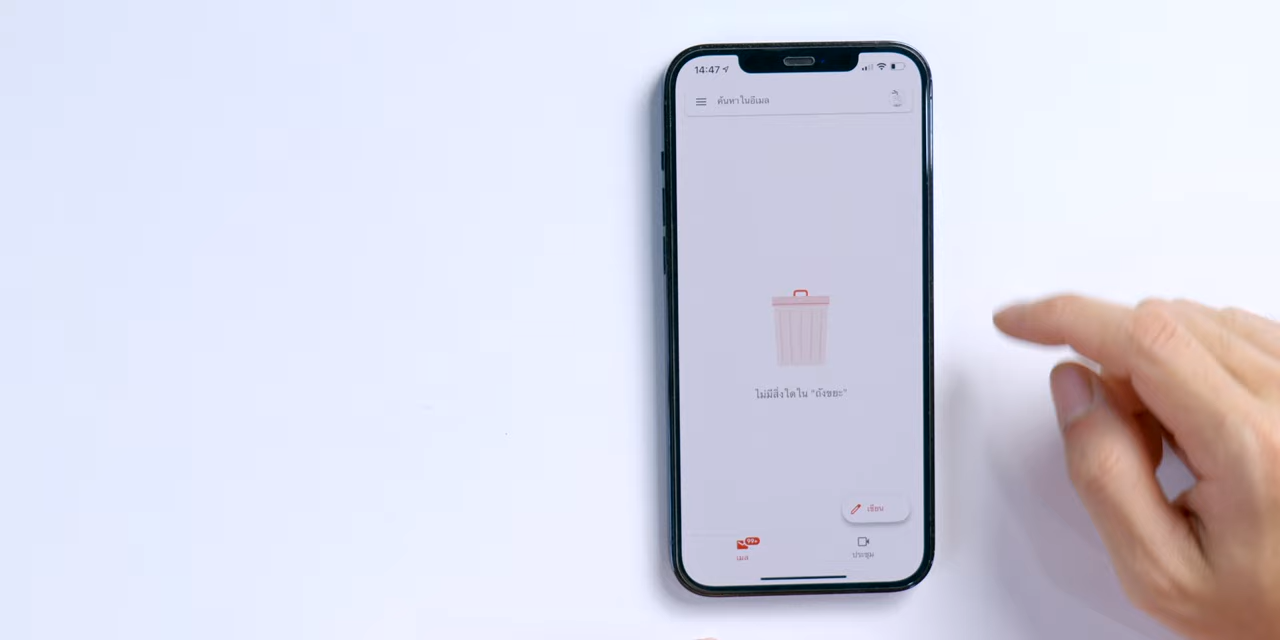 14:47
ค้นหาในอีเมล
ไม่มีสิ่งใดใน "ถังขยะ"
เขียน
99+
เมล
ประชุม